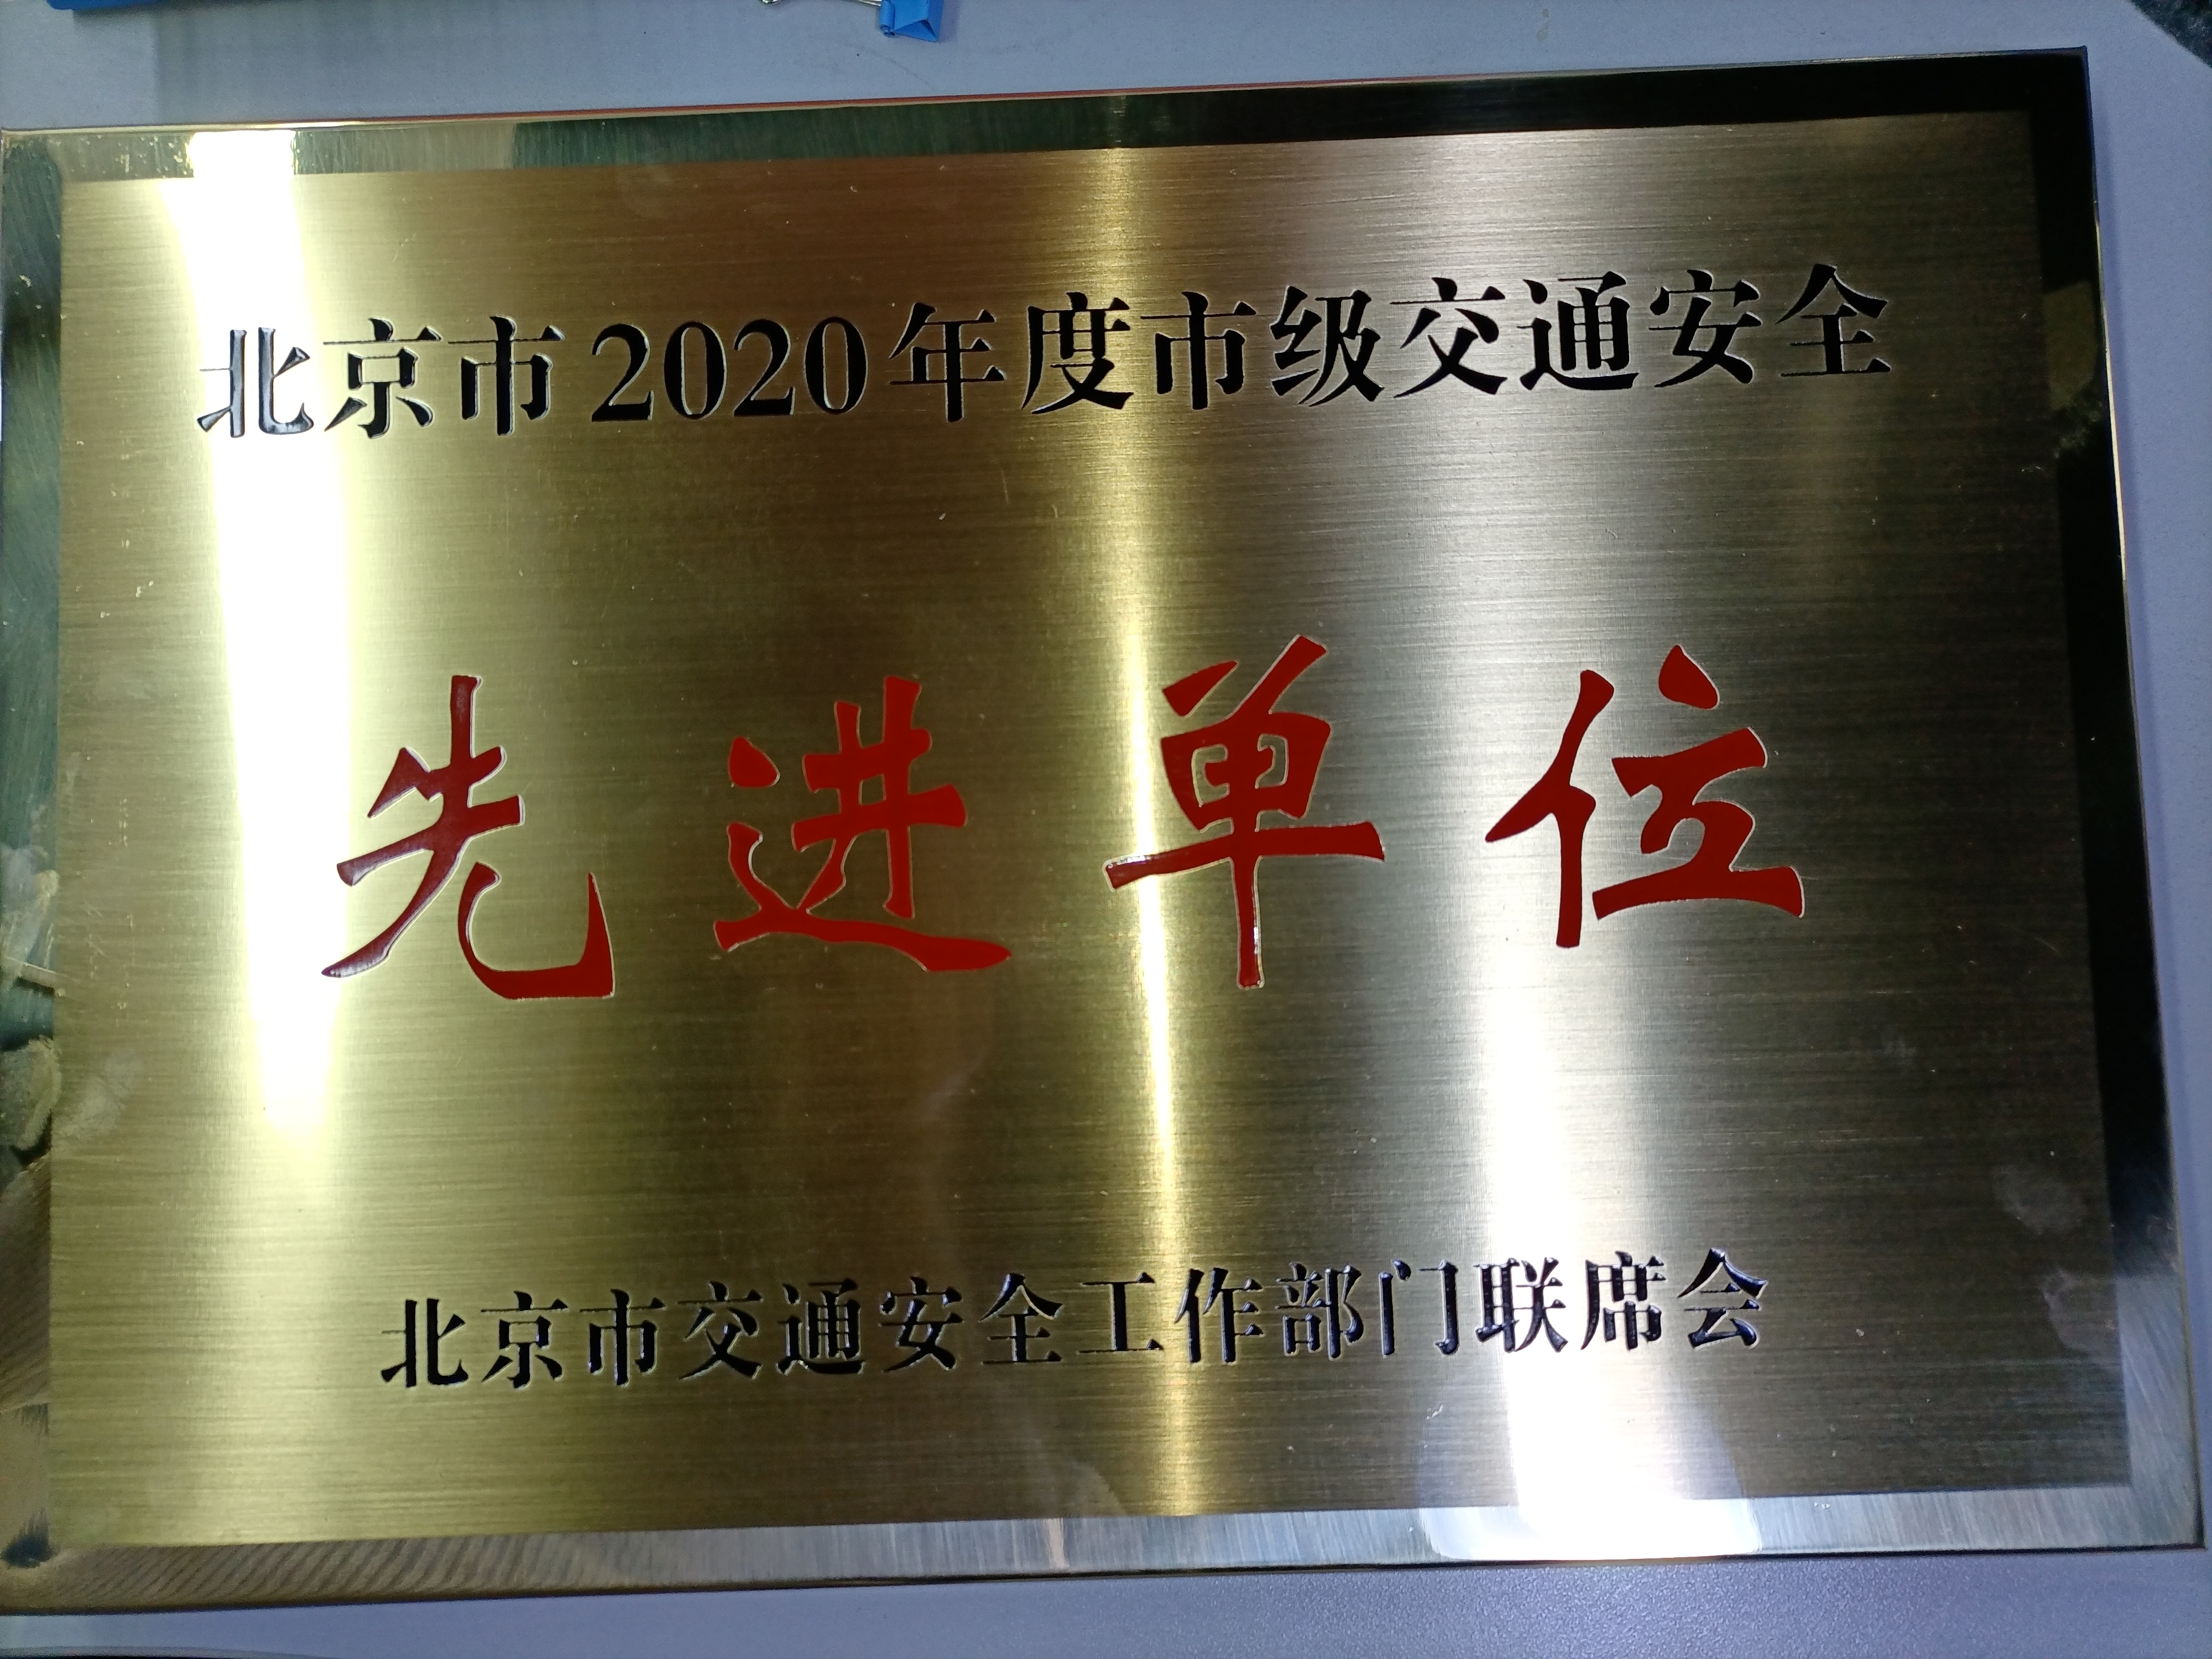 北京市2020年度市级交通安全
先进单位
北京市交通安全工作部门联席会